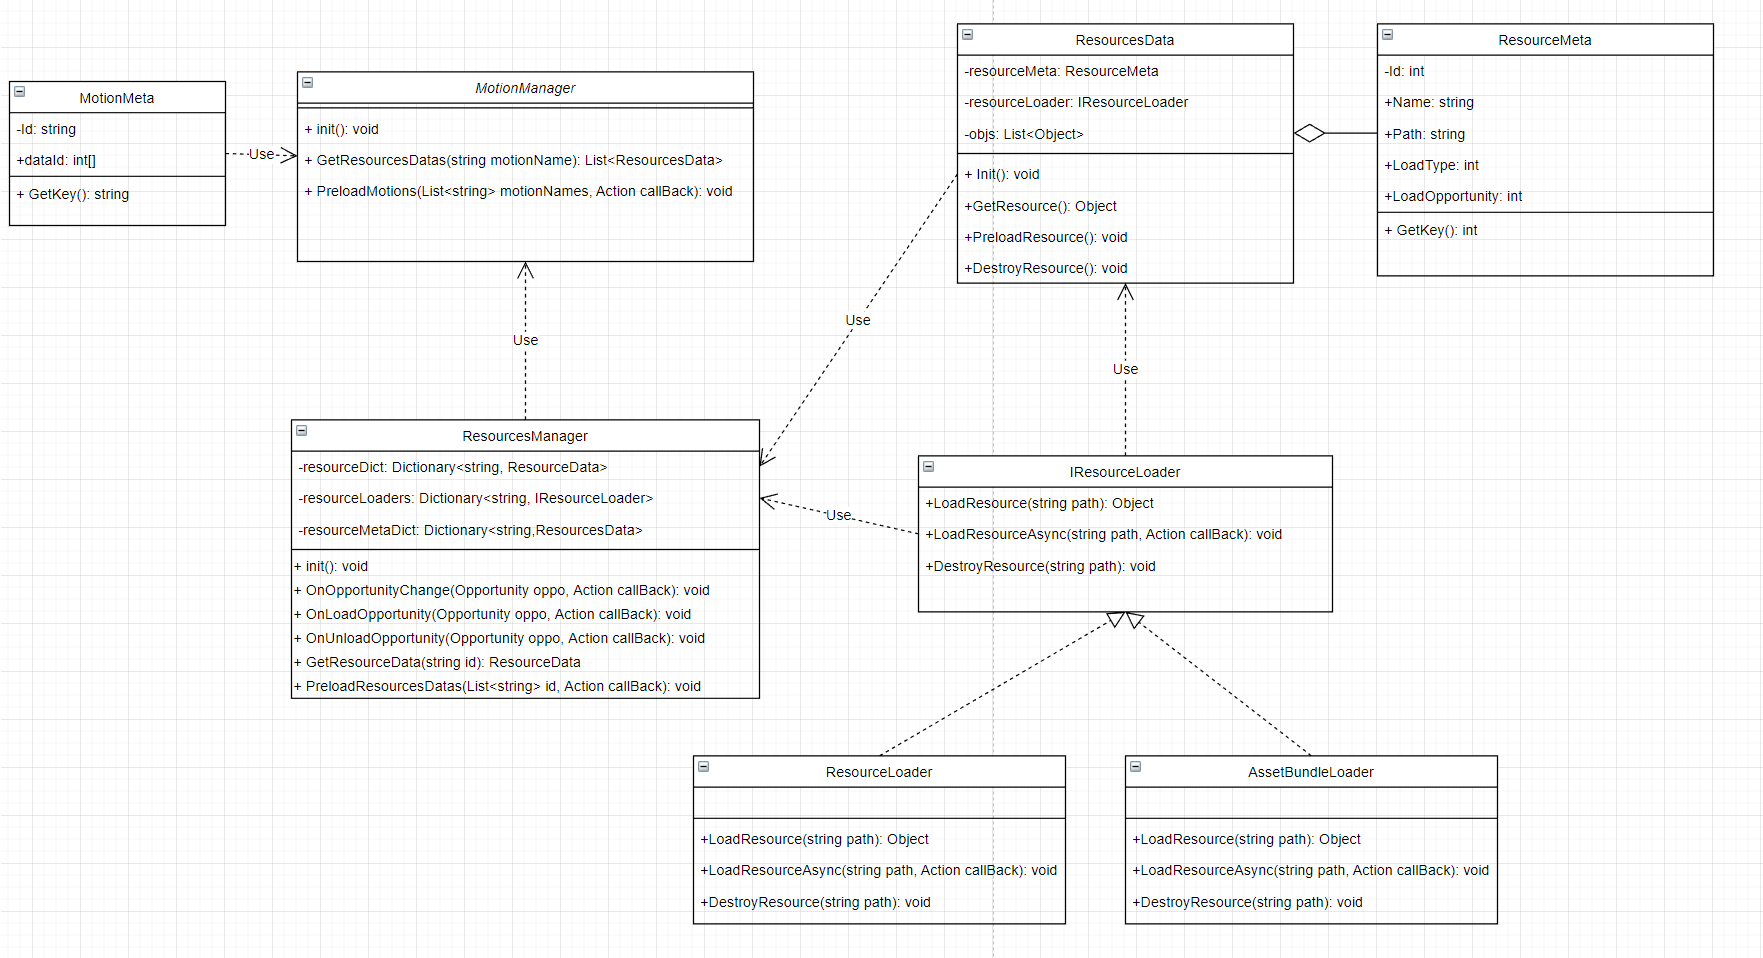 MotionMeta
-Id: string
+dataId: int[]
+ GetKey(): string
Use
MotionManager
+ init(): void
+ GetResourcesDatas(string motionName): List<ResourcesData>
+ PreloadMotions(List<string> motionNames, Action callBack): void
ResourcesData
-resourceMeta: ResourceMeta
-resourceLoader: IResourceLoader
-objs: List<Object>
+ Init(): void
+GetResource(): Object
+PreloadResource(): void
+DestroyResource(): void
ResourceMeta
-Id: int
+Name: string
+Path: string
+LoadType: int
+LoadOpportunity: int
+ GetKey(): int
Use
Use
Use
ResourcesManager
-resourceDict: Dictionary<string, ResourceData>
-resourceLoaders: Dictionary<string, IResourceLoader>
-resourceMetaDict: Dictionary<string,ResourcesData>
+ init(): void
+ OnOpportunityChange(Opportunity oppo, Action callBack): void
+ OnLoadOpportunity(Opportunity oppo, Action callBack): void
+ OnUnloadOpportunity(Opportunity oppo, Action callBack): void
+ GetResourceData(string id): ResourceData
+ PreloadResourcesDatas(List<string> id, Action callBack): void
Use
IResourceLoader
+LoadResource(string path): Object
+LoadResourceAsync(string path, Action callBack): void
+DestroyResource(string path): void
ResourceLoader
+LoadResource(string path): Object
+LoadResourceAsync(string path, Action callBack): void
+DestroyResource(string path): void
AssetBundleLoader
+LoadResource(string path): Object
+LoadResourceAsync(string path, Action callBack): void
+DestroyResource(string path): void